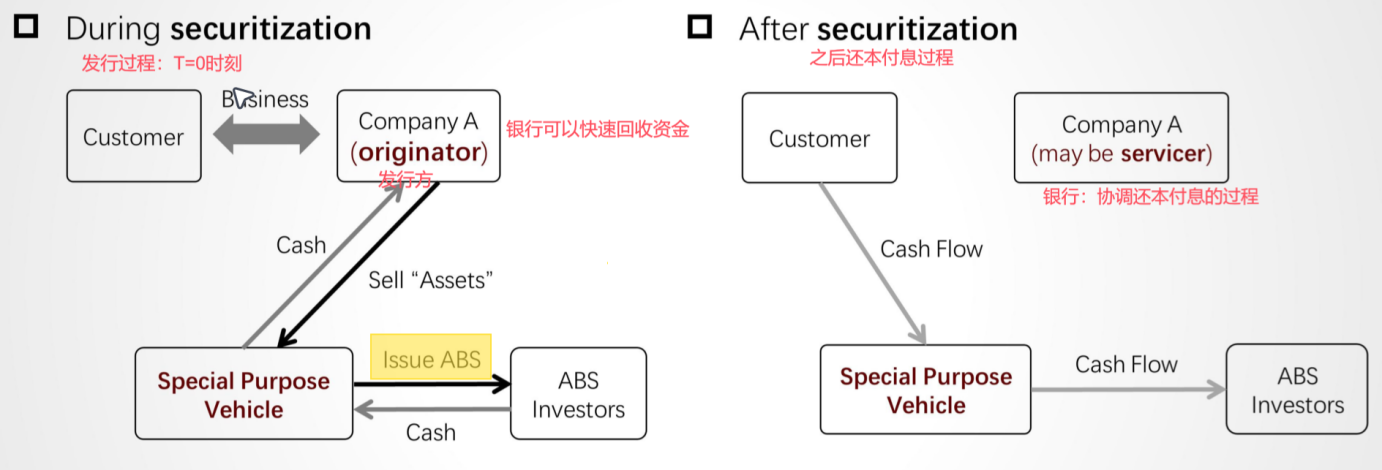 During securitization
发行过程：T=0时刻
Customer
Business
Company A
(originator)
发行方
银行可以快速回收资金
Cash
Sell “Assets”
Special Purpose
Vehicle
Issue ABS
Cash
ABS
Investors
After securitization
之后还本付息过程
Customer
Company A
(may be servicer)
银行：协调还本付息的过程
Cash Flow
Special Purpose
Vehicle
Cash Flow
ABS
Investors